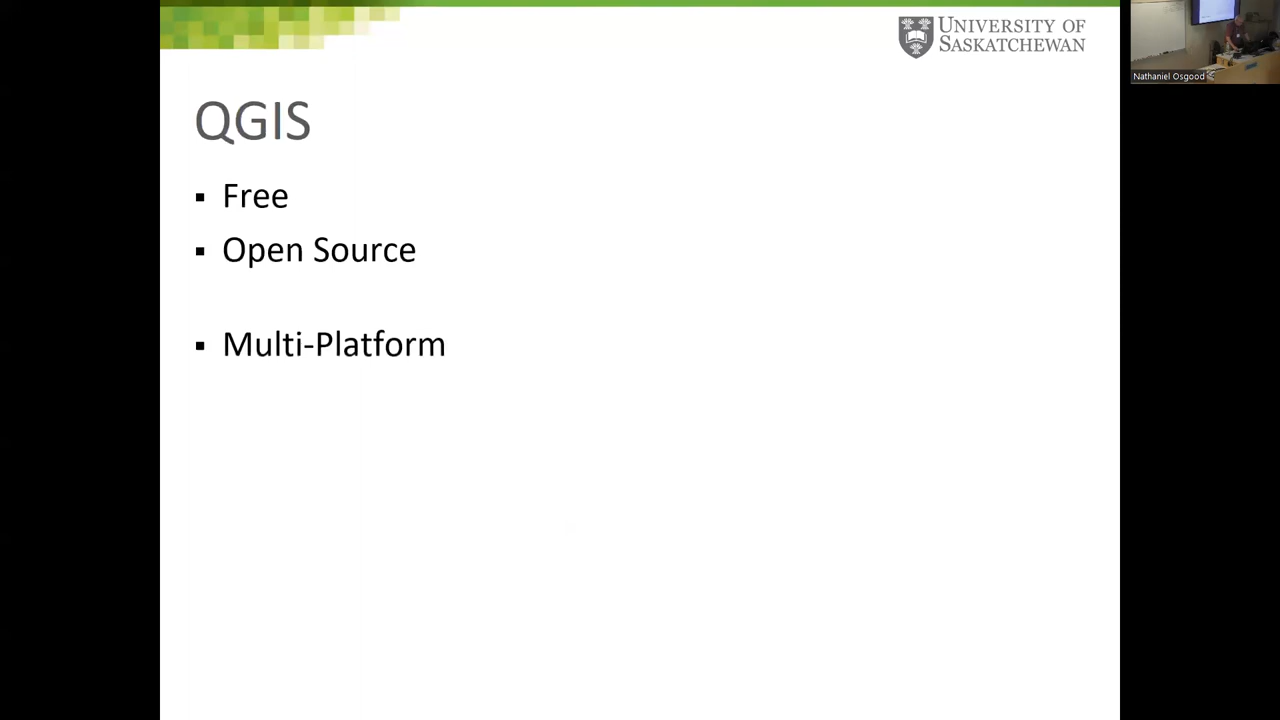 UNIVERSITY OF
SASKATCHEWAN
Nathaniel Osgood
QGIS
▪ Free
▪ Open Source
▪ Multi-Platform